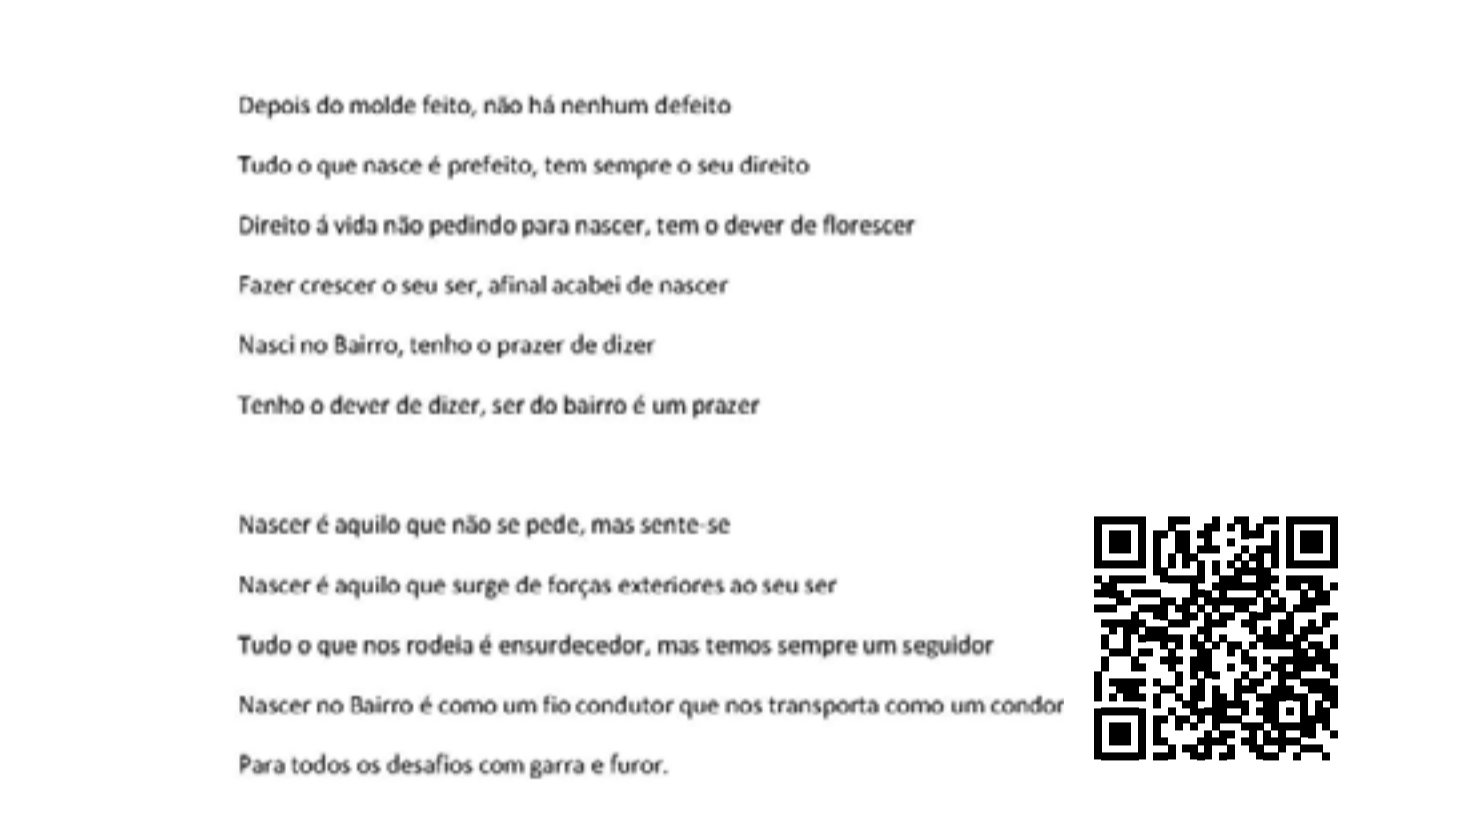 Depois do molde feito, não há nenhum defeito
Tudo o que nasce é prefeito, tem sempre o seu direito
Direito á vida não pedindo para nascer, tem o dever de florescer
Fazer crescer o seu ser, afinal acabei de nascer
Nasci no Bairro, tenho o prazer de dizer
Tenho o dever de dizer, ser do bairro é um prazer
Nascer é aquilo que não se pede, mas sente-se
Nascer é aquilo que surge de forças exteriores ao seu ser
Tudo o que nos rodeia é ensurdecedor, mas temos sempre um seguidor
Nascer no Bairro é como um fio condutor que nos transporta como um condor
Para todos os desafios com garra e furor.